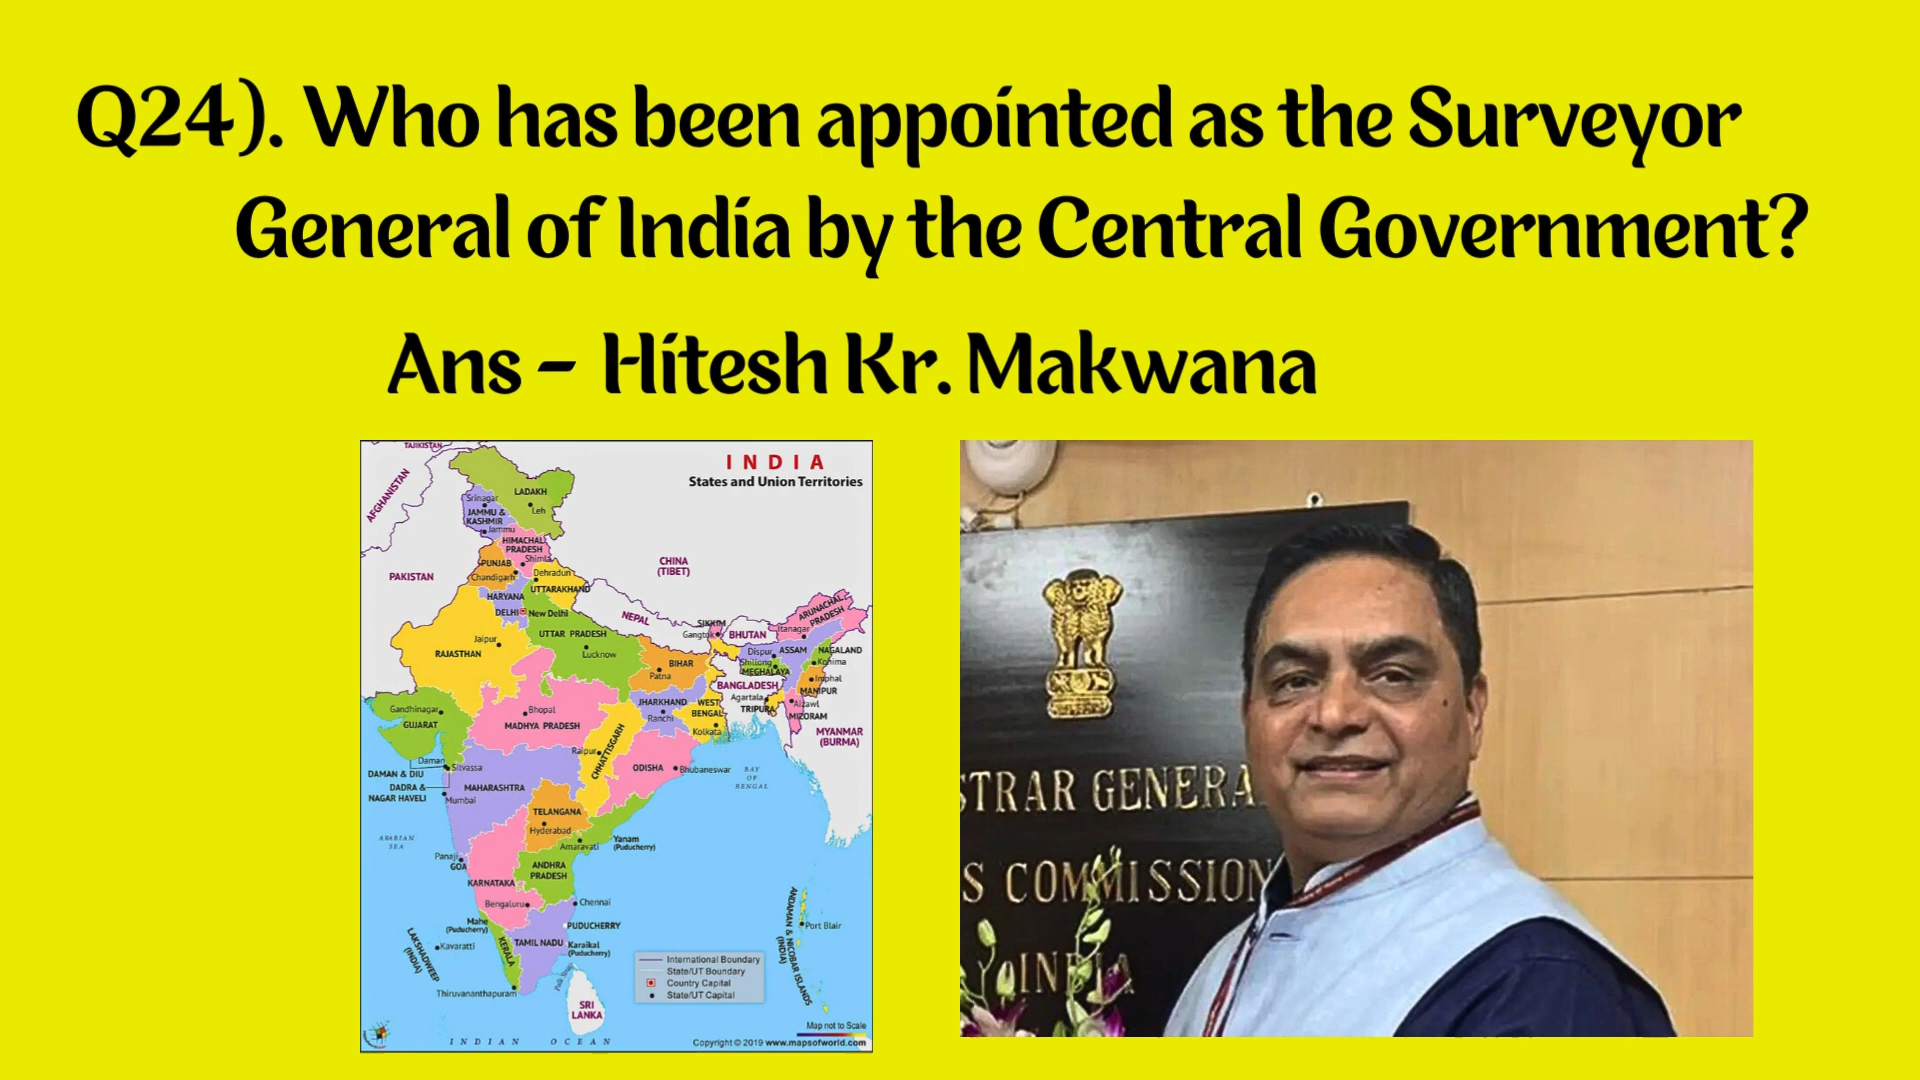 Q24). Who has been appointed as the Surveyor
General of India by the Central Government?
Ans - Hitesh Kr. Makwana
INDIA
States and Union Territories
TAJIKISTAN
AFGHANISTAN
PAKISTAN
CHINA
(TIBET)
NEPAL
BHUTAN
BANGLADESH
MYANMAR
(BURMA)
SRI
LANKA
LADAKH
Leh
Srinagar
JAMMU &
KASHMIR
Jammu
HIMACHAL
PRADESH
Shimla
PUNJAB
Chandigarh
Dehradun
UTTARAKHAND
HARYANA
DELHI
New Delhi
UTTAR PRADESH
Lucknow
Jaipur
RAJASTHAN
BIHAR
Patna
SIKKIM
Gangtok
ARUNACHAL
PRADESH
Itanagar
Dispur
ASSAM
NAGALAND
Kohima
Shillong
MEGHALAYA
Imphal
MANIPUR
Agartala
TRIPURA
Aizawl
MIZORAM
Gandhinagar
GUJARAT
Bhopal
MADHYA PRADESH
JHARKHAND
Ranchi
WEST
BENGAL
Kolkata
Raipur
CHHATTISGARH
ODISHA
Bhubaneswar
BAY
OF
BENGAL
Daman
Silvassa
DAMAN & DIU
DADRA &
NAGAR HAVELI
Mumbai
MAHARASHTRA
TELANGANA
Hyderabad
Amaravati
Yanam
(Puducherry)
ARABIAN
SEA
Panaji
GOA
ANDHRA
PRADESH
KARNATAKA
Bengaluru
Chennai
Mahe
(Puducherry)
PUDUCHERRY
TAMIL NADU
Karaikal
(Puducherry)
KERALA
LAKSHADWEEP
(INDIA)
Kavaratti
Thiruvananthapuram
ANDAMAN & NICOBAR ISLANDS
(INDIA)
Port Blair
International Boundary
State/UT Boundary
Country Capital
State/UT Capital
Map not to Scale
INDIAN OCEAN
Copyright © 2019 www.mapsofworld.com
STRAR GENERA
S COMMISSION
INDIA